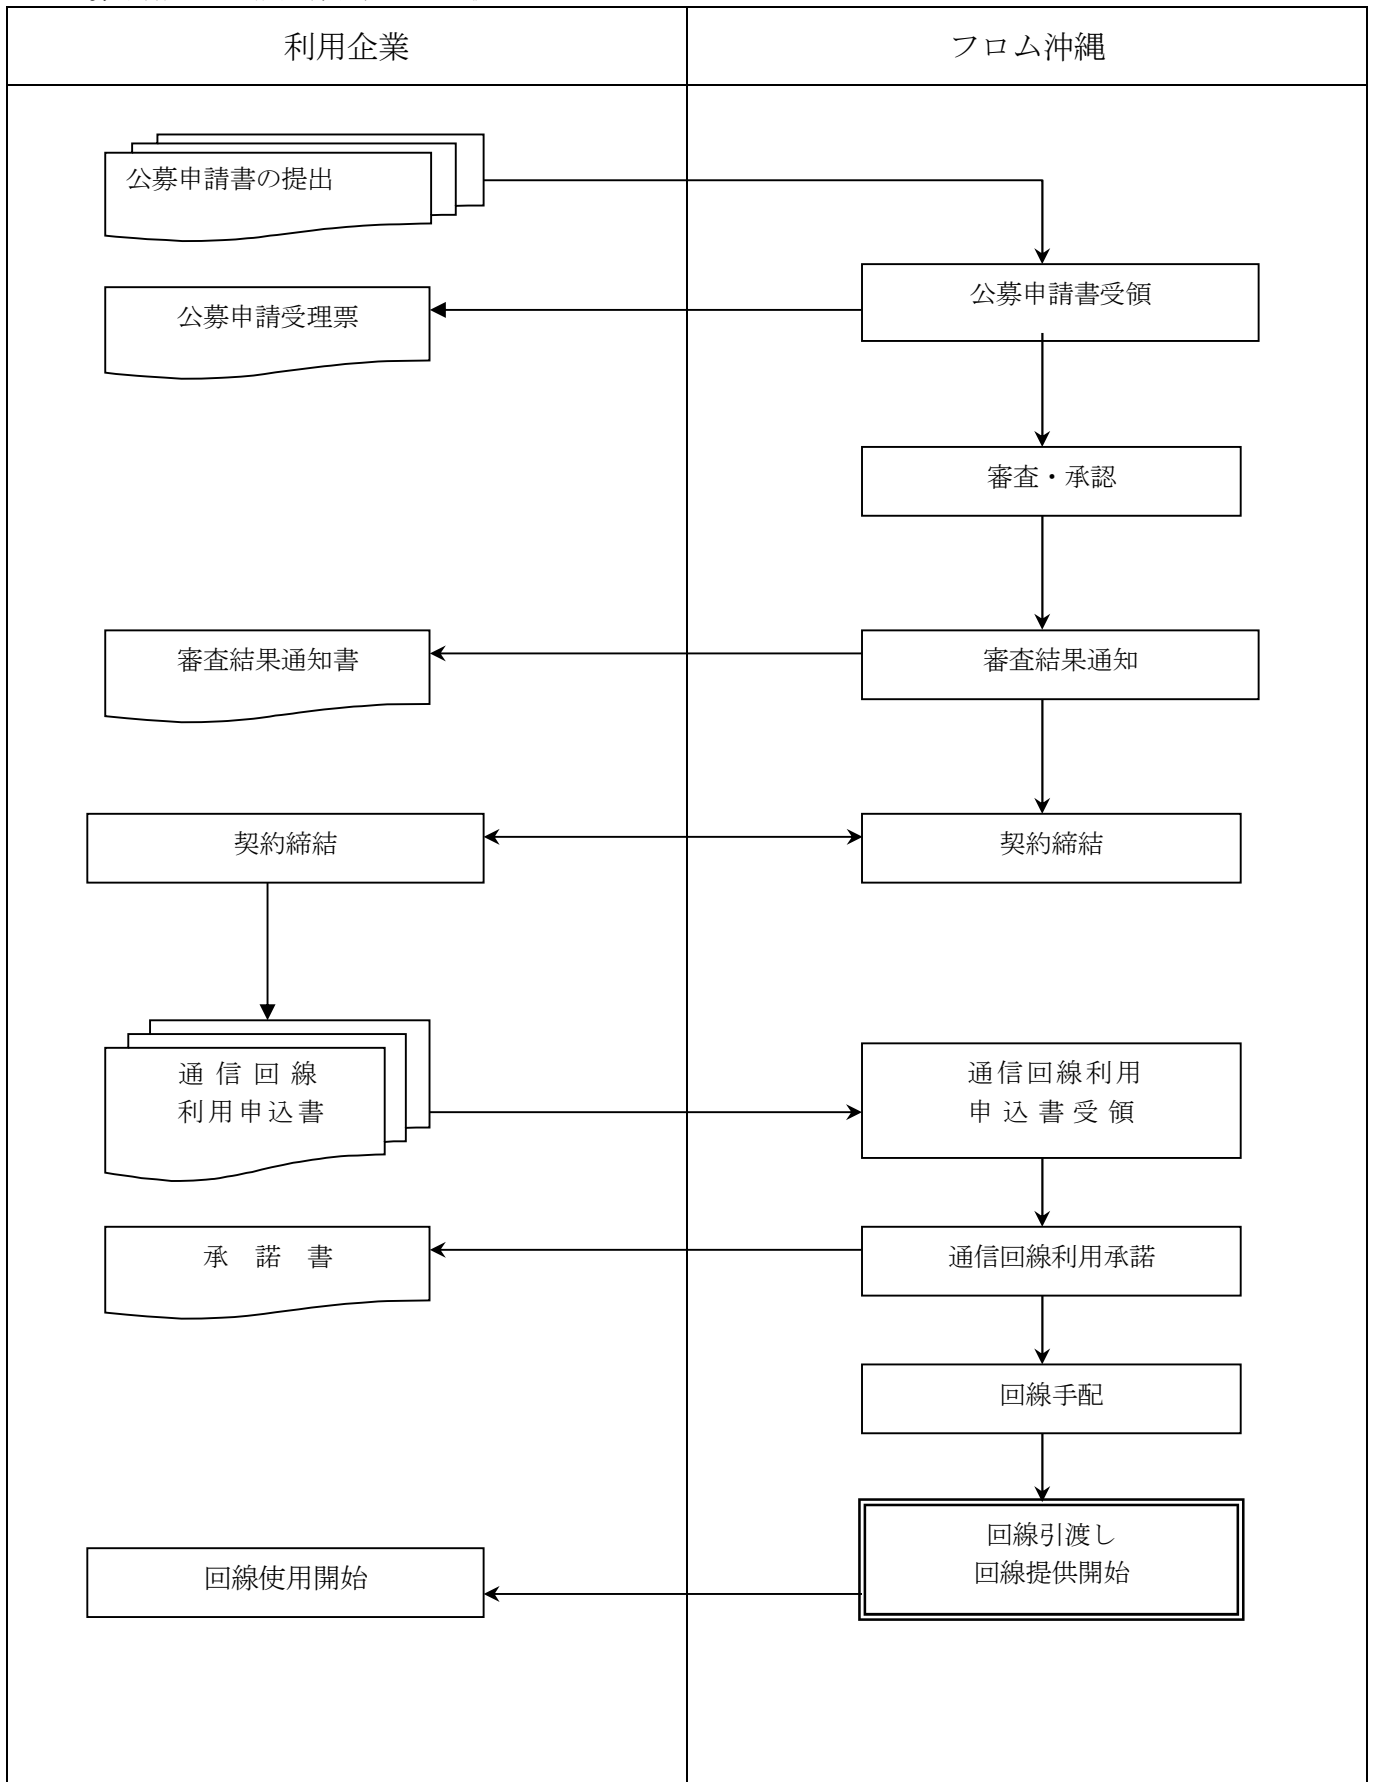 利用企業
フロム沖縄
公募申請書の提出
公募申請書受領
公募申請受理票
審査・承認
審査結果通知書
審査結果通知
契約締結
契約締結
通信回線
利用申込書
通信回線利用
申込書受領
承　諾　書
通信回線利用承諾
回線手配
回線引渡し
回線提供開始
回線使用開始